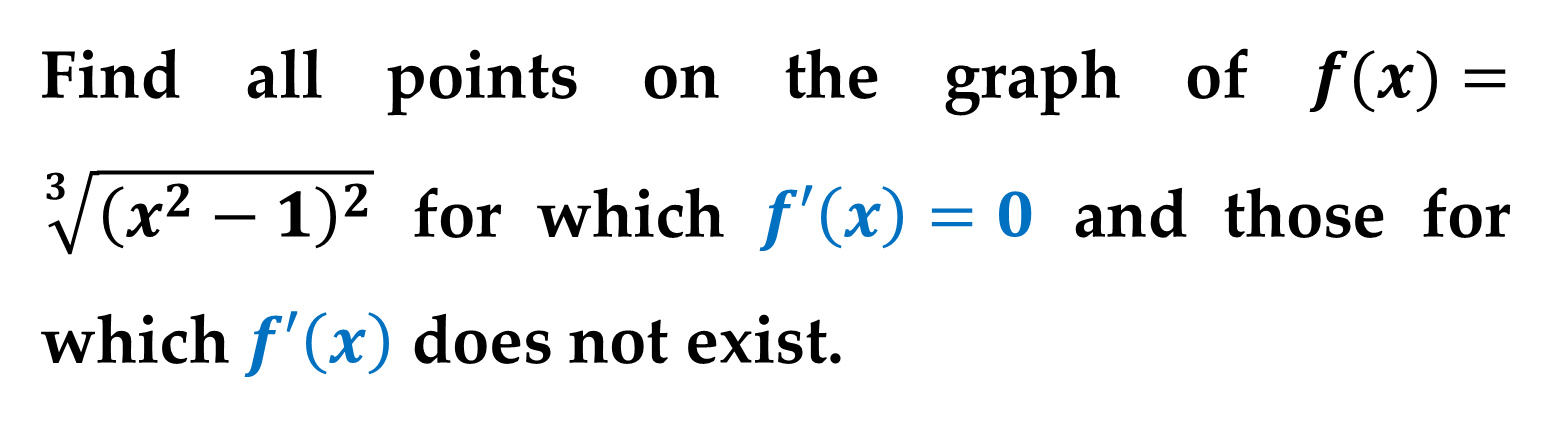 Find all points on the graph of f(x) =
∛(x² − 1)² for which f′(x) = 0 and those for
which f′(x) does not exist.